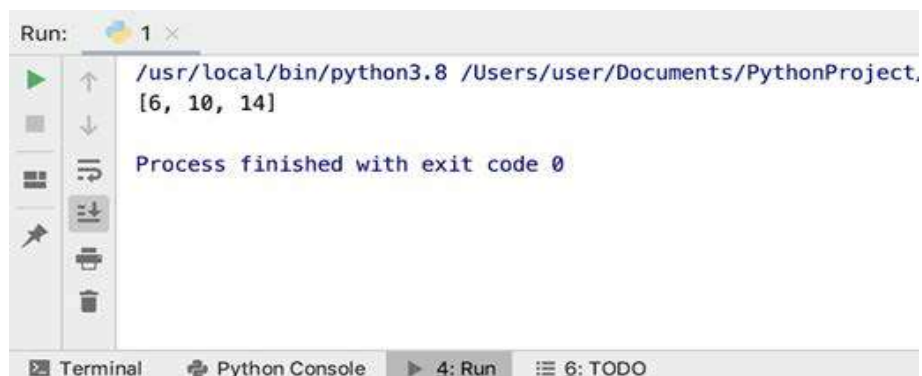 Run: 1
/usr/local/bin/python3.8 /Users/user/Documents/PythonProject/
[6, 10, 14]
Process finished with exit code 0
Terminal Python Console 4: Run 6: TODO